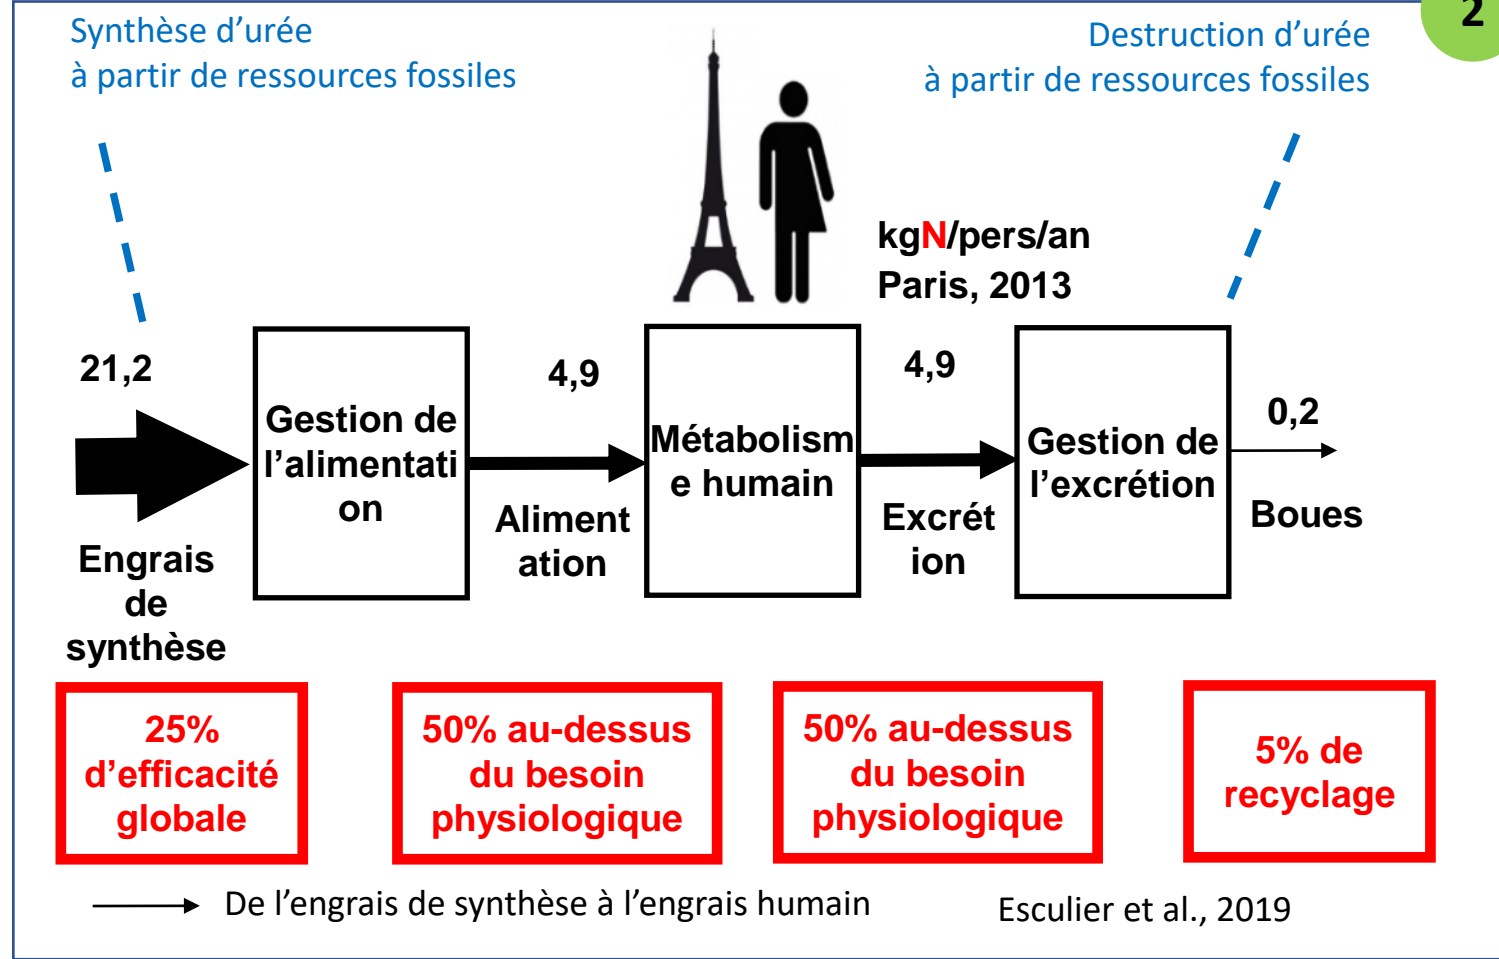 2
Synthèse d'urée
à partir de ressources fossiles
Destruction d'urée
à partir de ressources fossiles
kgN/pers/an
Paris, 2013
21,2
Engrais
de
synthèse
Gestion de
l'alimentati
on
4,9
Aliment
ation
Métabolism
e humain
4,9
Excrét
ion
Gestion de
l'excrétion
0,2
Boues
25%
d'efficacité
globale
50% au-dessus
du besoin
physiologique
50% au-dessus
du besoin
physiologique
5% de
recyclage
De l'engrais de synthèse à l'engrais humain
Esculier et al., 2019